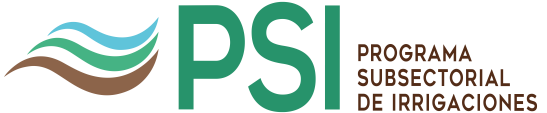 PSI
PROGRAMA
SUBSECTORIAL
DE IRRIGACIONES